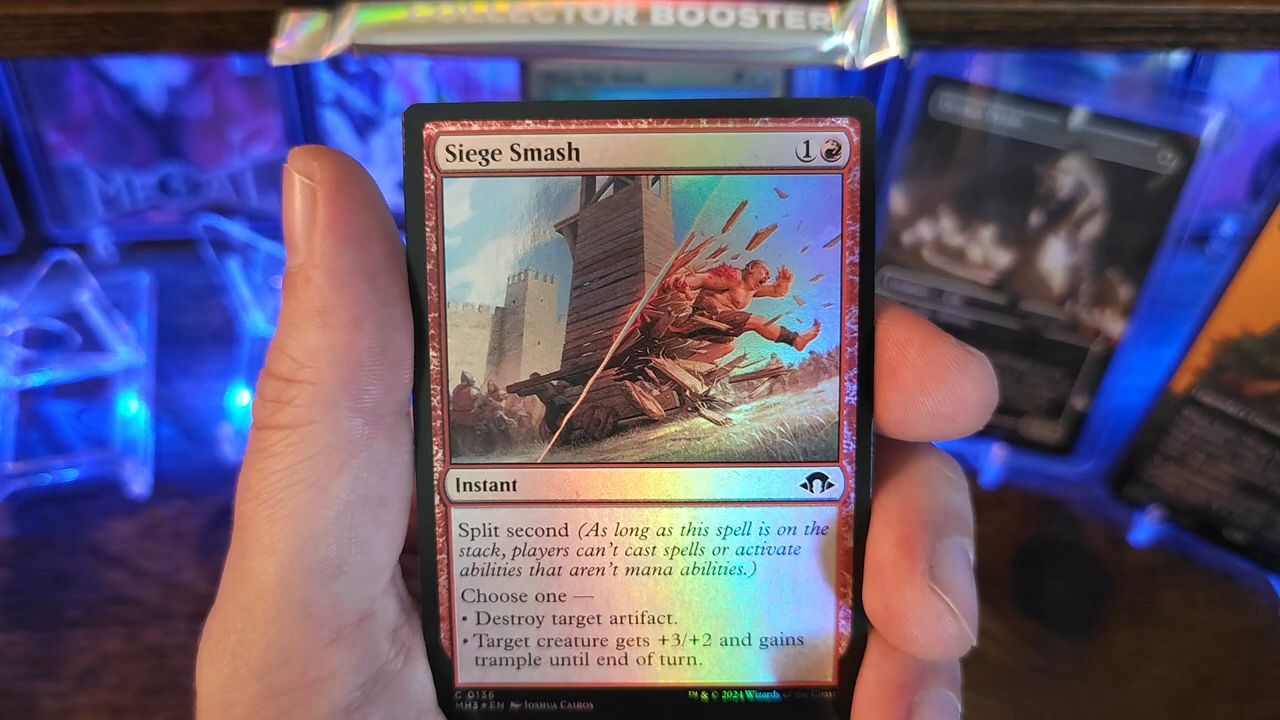 COLLECTOR BOOSTER
METAL
Siege Smash
1
Instant
Split second (As long as this spell is on the
stack, players can't cast spells or activate
abilities that aren't mana abilities.)
Choose one —
• Destroy target artifact.
• Target creature gets +3/+2 and gains
trample until end of turn.
C 0136
MH3 ★ EN Joshua Cairos
™ & © 2024 Wizards of the Coast